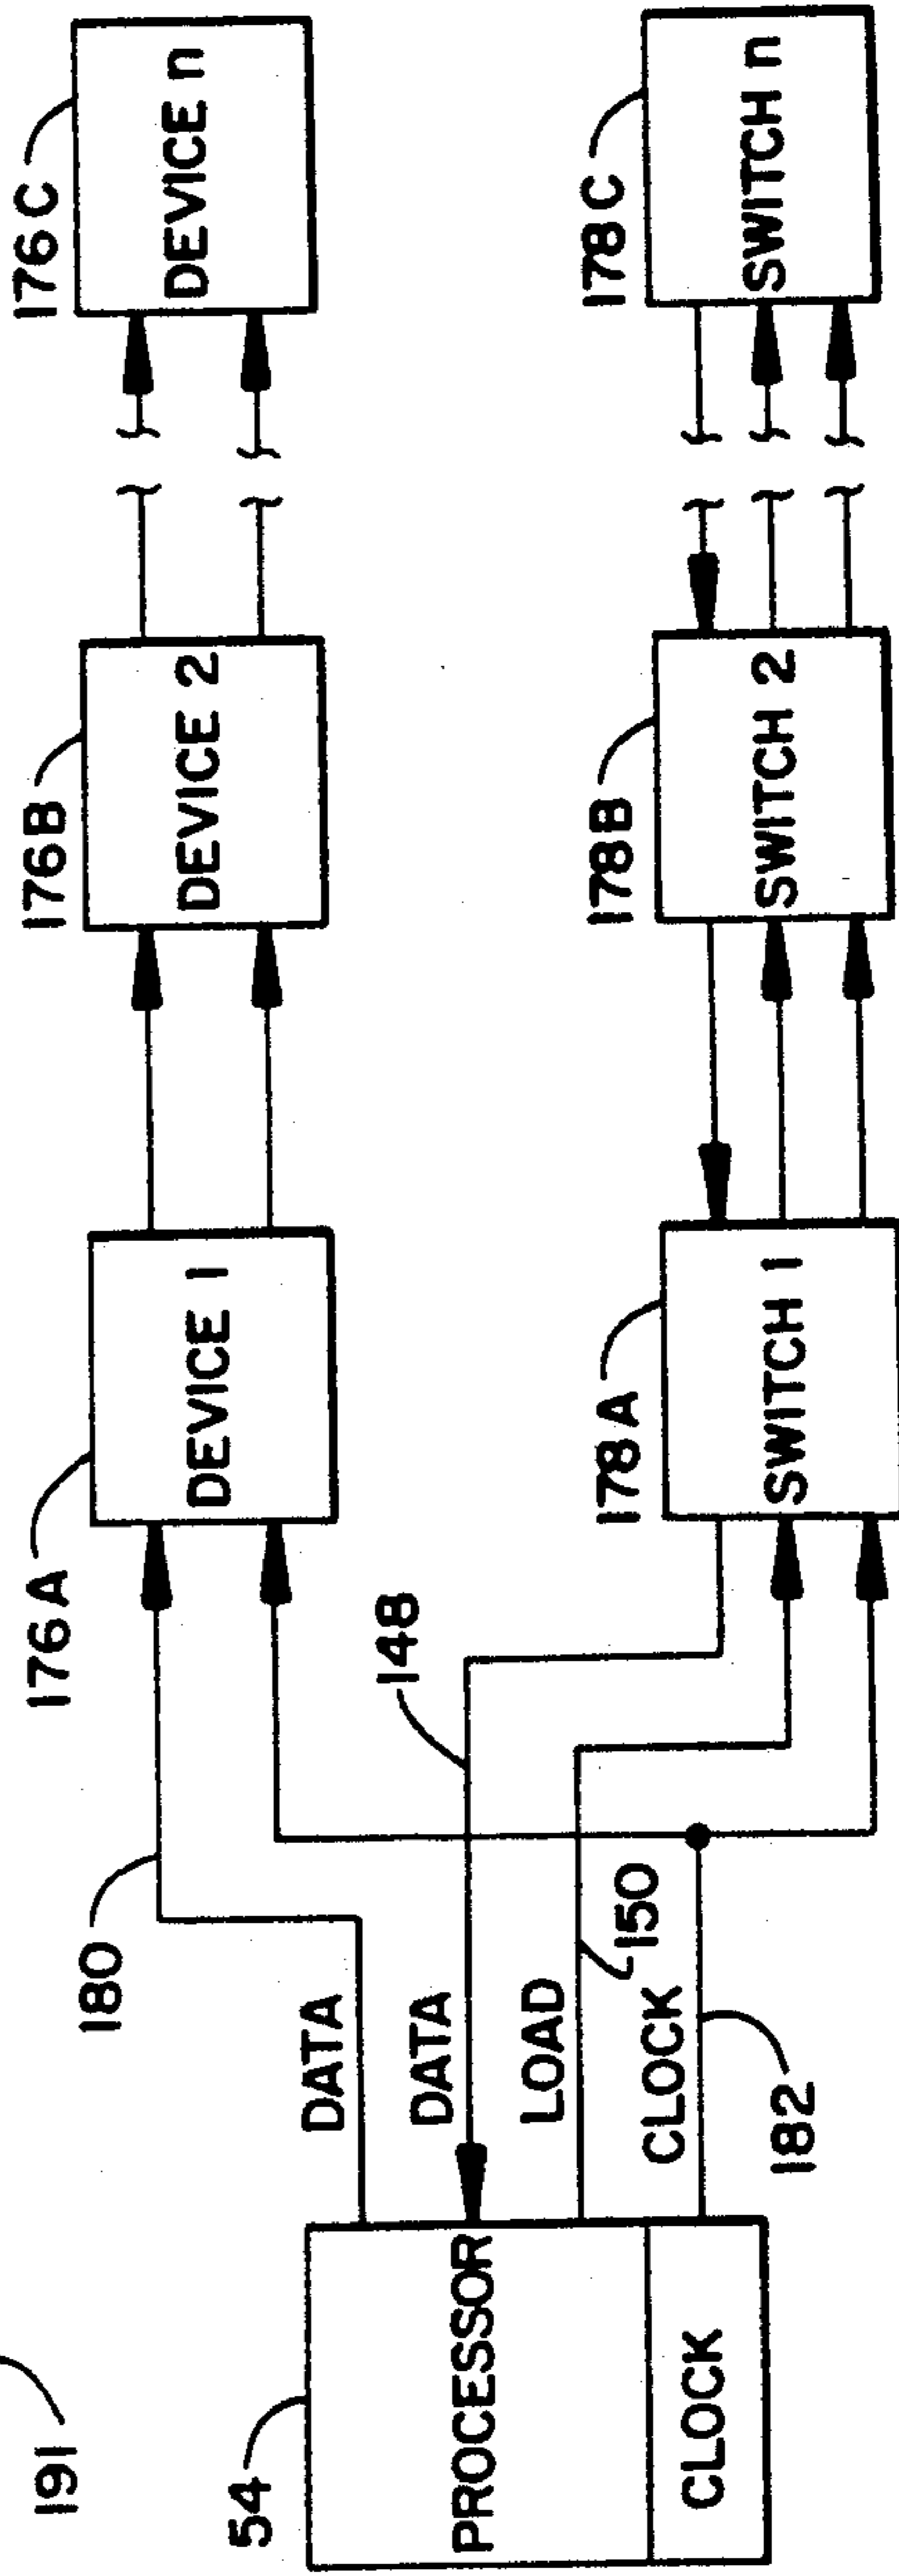 191
54
PROCESSOR
CLOCK
DATA
DATA
LOAD
CLOCK
180
148
150
182
176A
DEVICE 1
176B
DEVICE 2
176C
DEVICE n
178A
SWITCH 1
178B
SWITCH 2
178C
SWITCH n